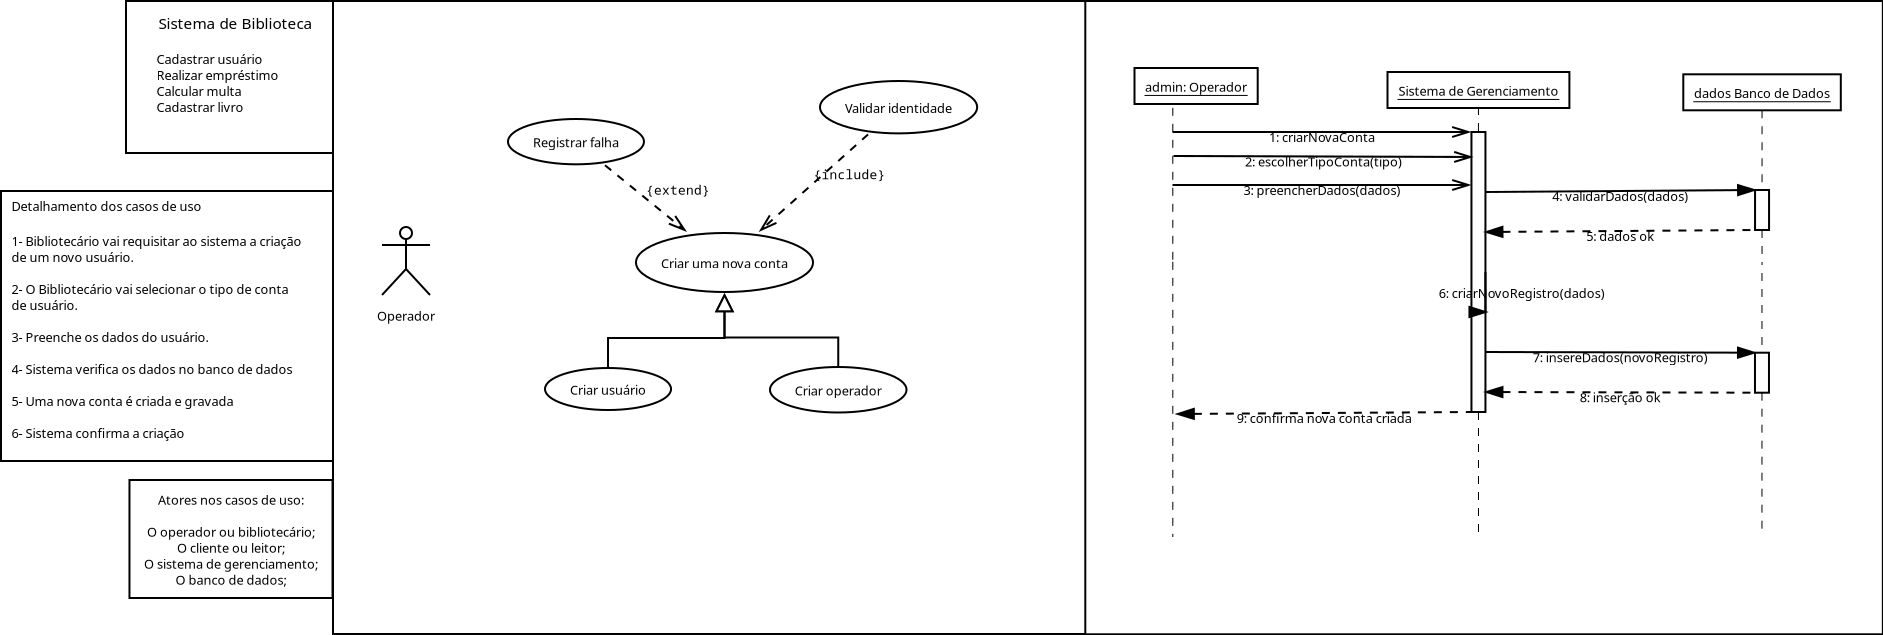 Sistema de Biblioteca
Cadastrar usuário
Realizar empréstimo
Calcular multa
Cadastrar livro
Detalhamento dos casos de uso
1- Bibliotecário vai requisitar ao sistema a criação
de um novo usuário.
2- O Bibliotecário vai selecionar o tipo de conta
de usuário.
3- Preenche os dados do usuário.
4- Sistema verifica os dados no banco de dados
5- Uma nova conta é criada e gravada
6- Sistema confirma a criação
Atores nos casos de uso:
O operador ou bibliotecário;
O cliente ou leitor;
O sistema de gerenciamento;
O banco de dados;
Validar identidade
Registrar falha
{include}
{extend}
Criar uma nova conta
Operador
Criar usuário
Criar operador
admin: Operador
Sistema de Gerenciamento
dados Banco de Dados
1: criarNovaConta
2: escolherTipoConta(tipo)
3: preencherDados(dados)
4: validarDados(dados)
5: dados ok
6: criarNovoRegistro(dados)
7: insereDados(novoRegistro)
8: inserção ok
9: confirma nova conta criada